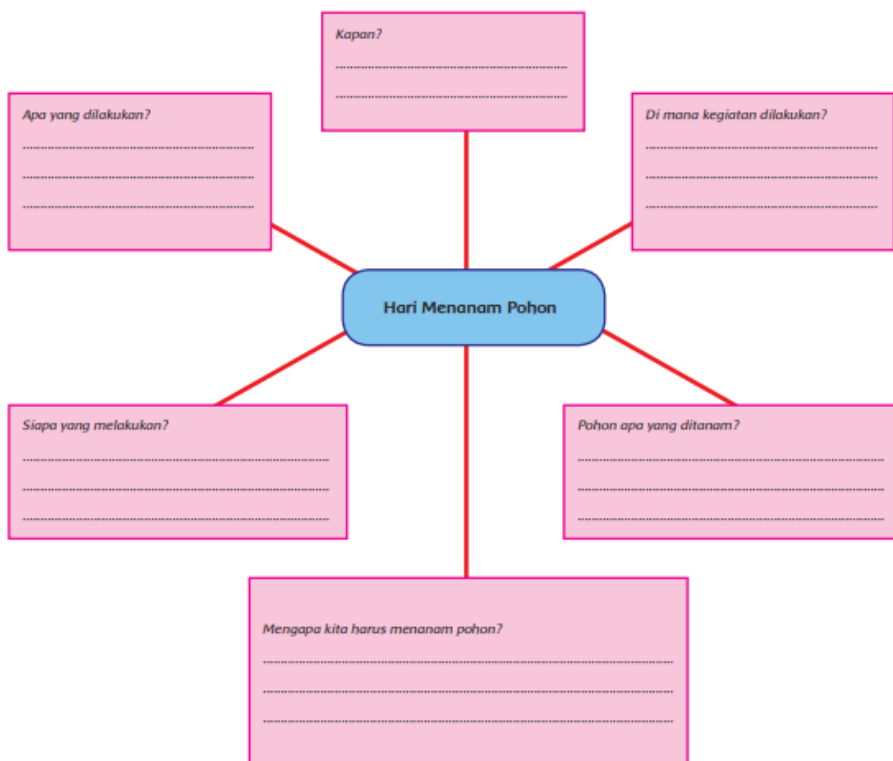 Kapan?
Apa yang dilakukan?
Di mana kegiatan dilakukan?
Hari Menanam Pohon
Siapa yang melakukan?
Pohon apa yang ditanam?
Mengapa kita harus menanam pohon?